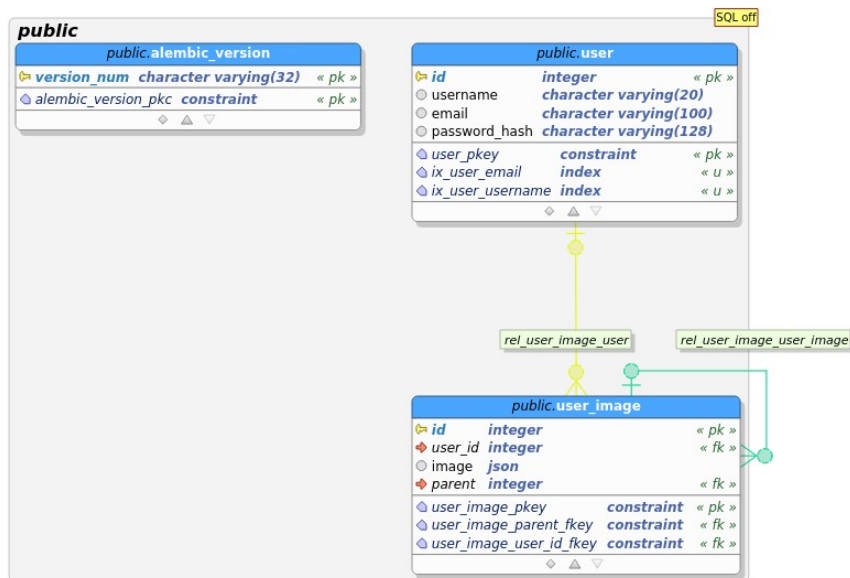 SQL off
public
public.alembic_version
version_num character varying(32) « pk »
alembic_version_pkc constraint « pk »
public.user
id integer « pk »
username character varying(20)
email character varying(100)
password_hash character varying(128)
user_pkey constraint « pk »
ix_user_email index « u »
ix_user_username index « u »
rel_user_image_user
rel_user_image_user_image
public.user_image
id integer « pk »
user_id integer « fk »
image json
parent integer « fk »
user_image_pkey constraint « pk »
user_image_parent_fkey constraint « fk »
user_image_user_id_fkey constraint « fk »